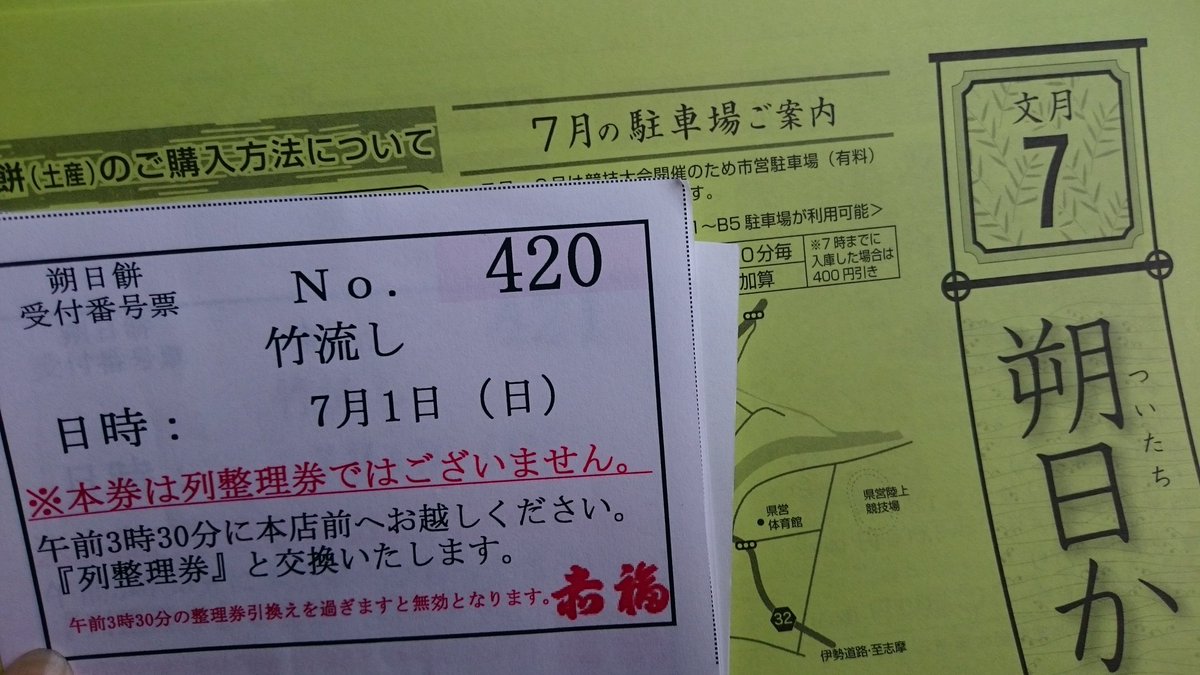 餅(土産)のご購入方法について
7月の駐車場ご案内
は競技大会開催のため市営駐車場(有料)
す。
～B5駐車場が利用可能>
0分毎
加算
※7時までに
入庫した場合は
400円引き
県営
体育館
県営陸上
競技場
32
伊勢道路・至志摩
文月
7
朔日か
ついたち
朔日餅
受付番号票
No. 420
竹流し
日時： 7月1日(日)
※本券は列整理券ではございません。
午前3時30分に本店前へお越しください。
『列整理券』と交換いたします。
午前3時30分の整理券引換えを過ぎますと無効となります。
赤福